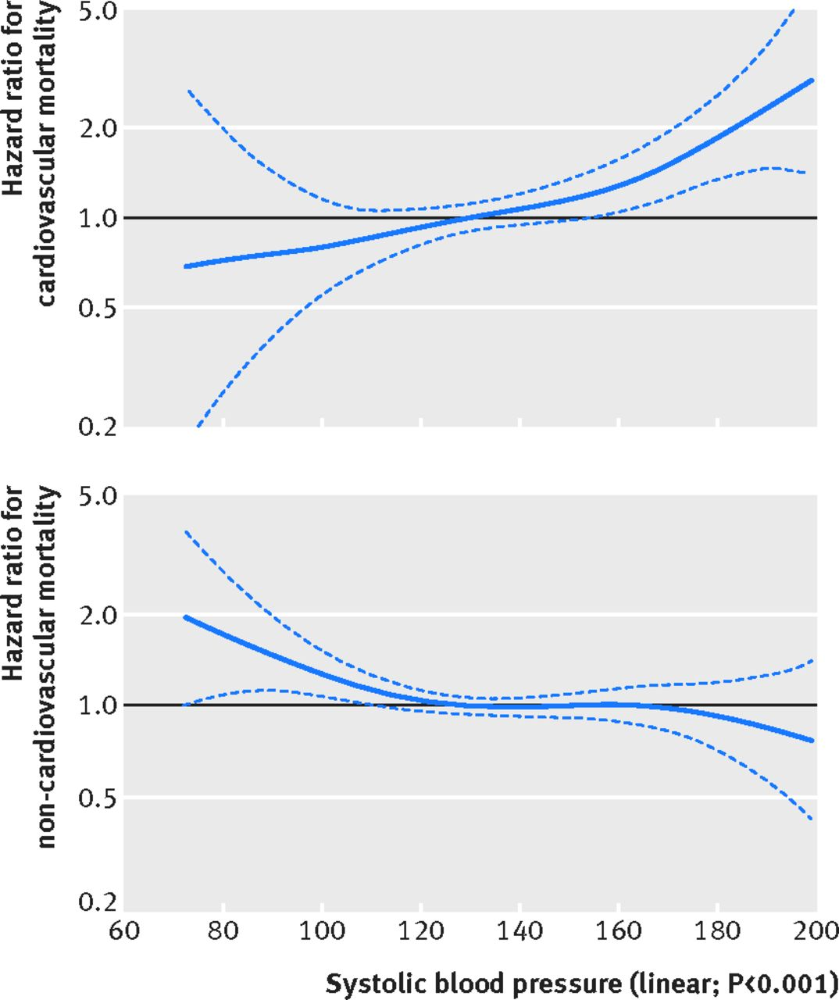 Hazard ratio for
cardiovascular mortality
5.0
2.0
1.0
0.5
0.2
Hazard ratio for
non-cardiovascular mortality
5.0
2.0
1.0
0.5
0.2
60 80 100 120 140 160 180 200
Systolic blood pressure (linear; P<0.001)